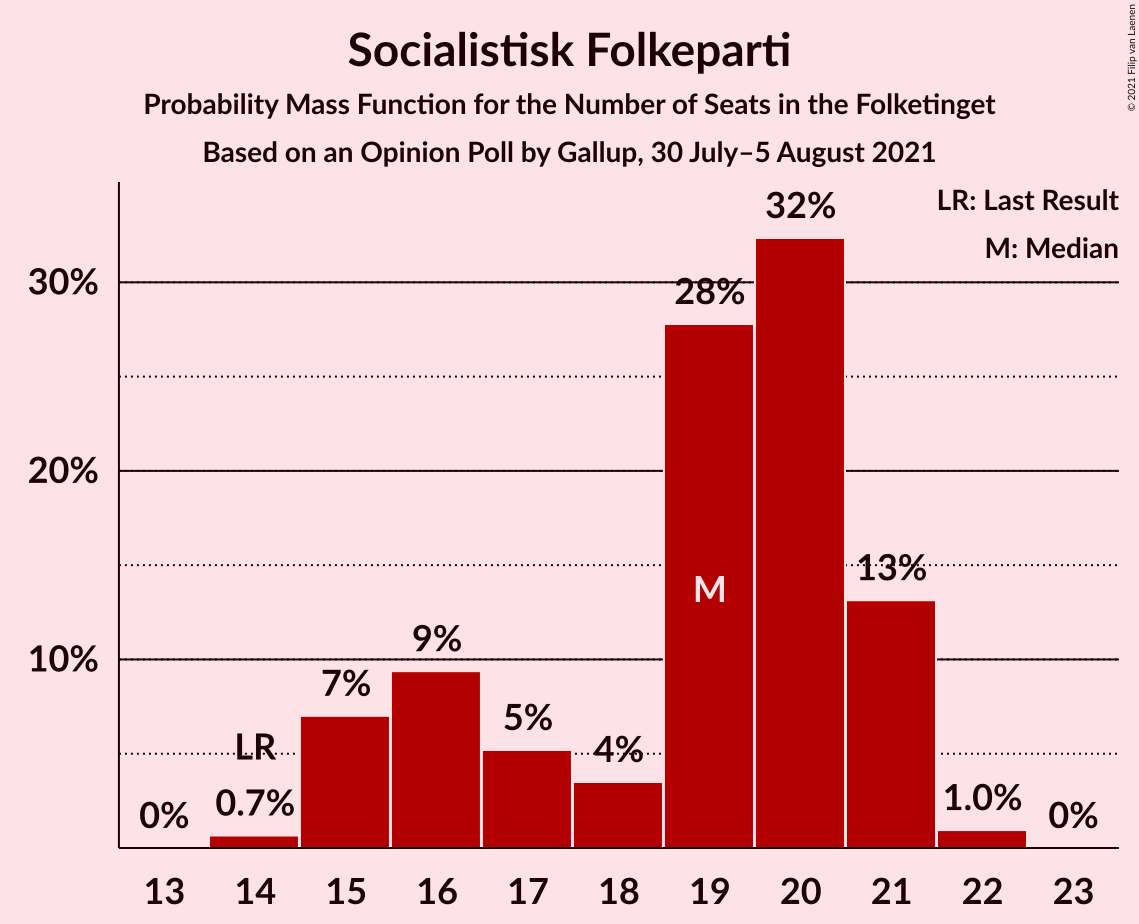 Socialistisk Folkeparti
Probability Mass Function for the Number of Seats in the Folketinget
Based on an Opinion Poll by Gallup, 30 July–5 August 2021
© 2021 Filip van Laenen
LR: Last Result
M: Median
30%
20%
10%
0%
LR
0.7%
7%
9%
5%
4%
28%
M
32%
13%
1.0%
0%
13 14 15 16 17 18 19 20 21 22 23